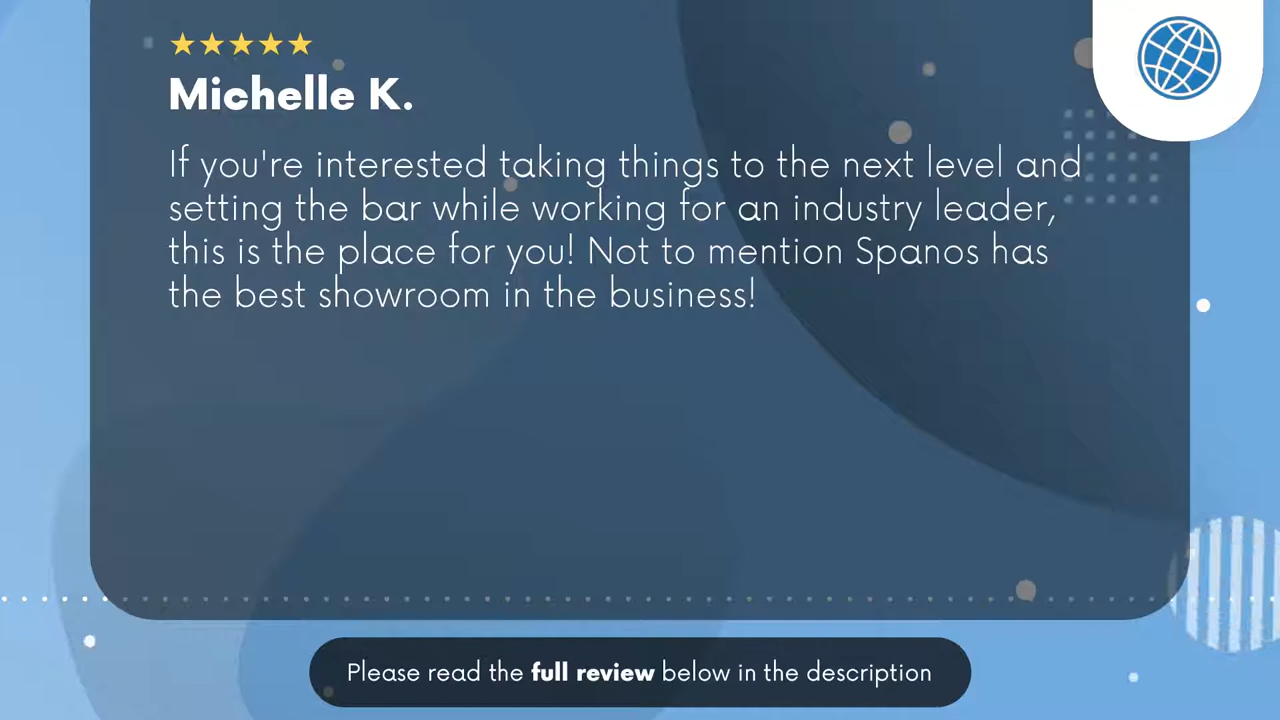 Michelle K.
If you're interested taking things to the next level and
setting the bar while working for an industry leader,
this is the place for you! Not to mention Spanos has
the best showroom in the business!
Please read the full review below in the description